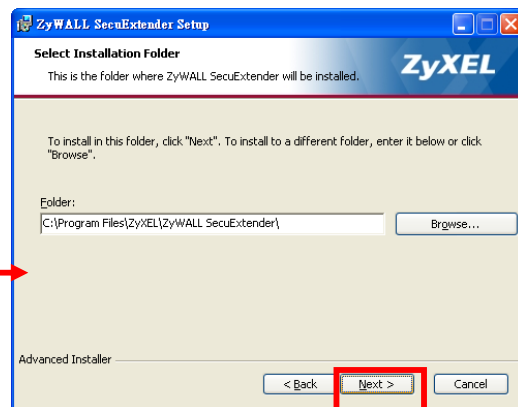 ZyWALL SecuExtender Setup
Select Installation Folder
This is the folder where ZyWALL SecuExtender will be installed.
ZyXEL
To install in this folder, click "Next". To install to a different folder, enter it below or click
"Browse".
Folder:
C:\Program Files\ZyXEL\ZyWALL SecuExtender\
Browse...
Advanced Installer
< Back
Next >
Cancel